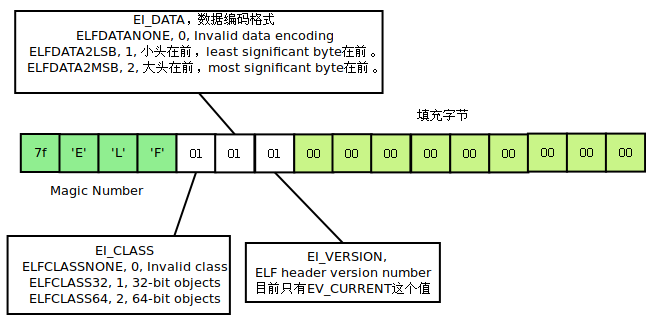 EI_DATA，数据编码格式
ELFDATANONE, 0, Invalid data encoding
ELFDATA2LSB, 1, 小头在前，least significant byte在前。
ELFDATA2MSB, 2, 大头在前，most significant byte在前。
填充字节
7f 'E' 'L' 'F' 01 01 01 00 00 00 00 00 00 00 00 00
Magic Number
EI_CLASS
ELFCLASSNONE, 0, Invalid class
ELFCLASS32, 1, 32-bit objects
ELFCLASS64, 2, 64-bit objects
EI_VERSION,
ELF header version number
目前只有EV_CURRENT这个值